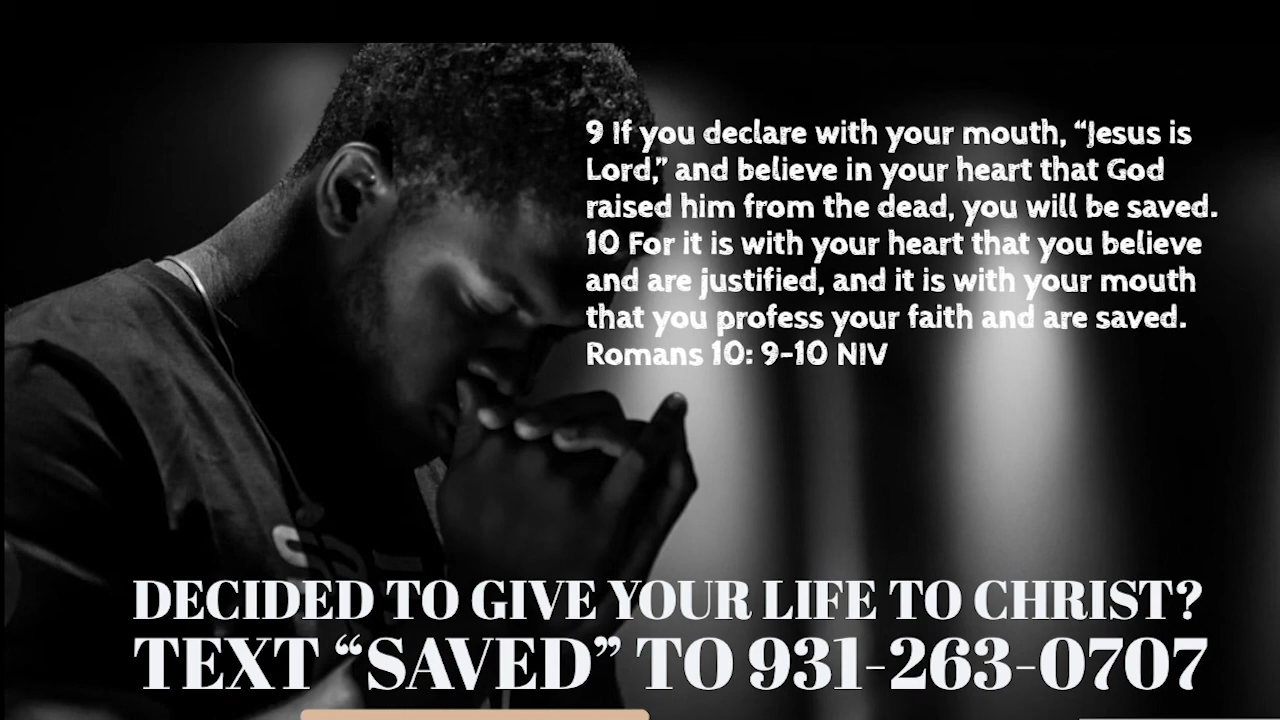 9 If you declare with your mouth, “Jesus is
Lord,” and believe in your heart that God
raised him from the dead, you will be saved.
10 For it is with your heart that you believe
and are justified, and it is with your mouth
that you profess your faith and are saved.
Romans 10: 9-10 NIV
DECIDED TO GIVE YOUR LIFE TO CHRIST?
TEXT “SAVED” TO 931-263-0707